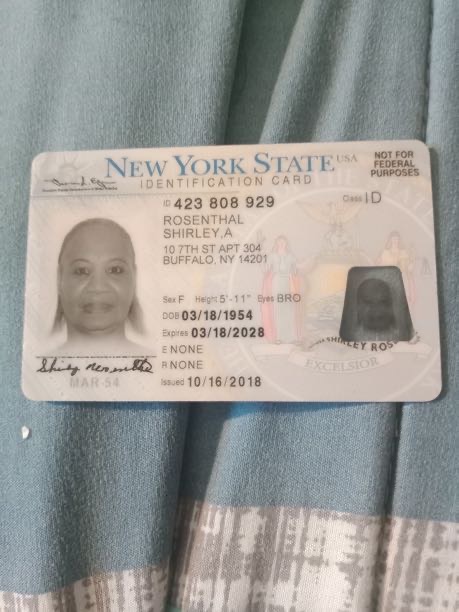 NEW YORK STATE USA
IDENTIFICATION CARD
NOT FOR
FEDERAL
PURPOSES
ID 423 808 929
Class ID
ROSENTHAL
SHIRLEY,A
10 7TH ST APT 304
BUFFALO, NY 14201
Sex F Height 5'-11" Eyes BRO
DOB 03/18/1954
Expires 03/18/2028
E NONE
R NONE
Issued 10/16/2018
Shirley Rosenthal
MAR 54
SHIRLEY ROS
EXCELSIOR